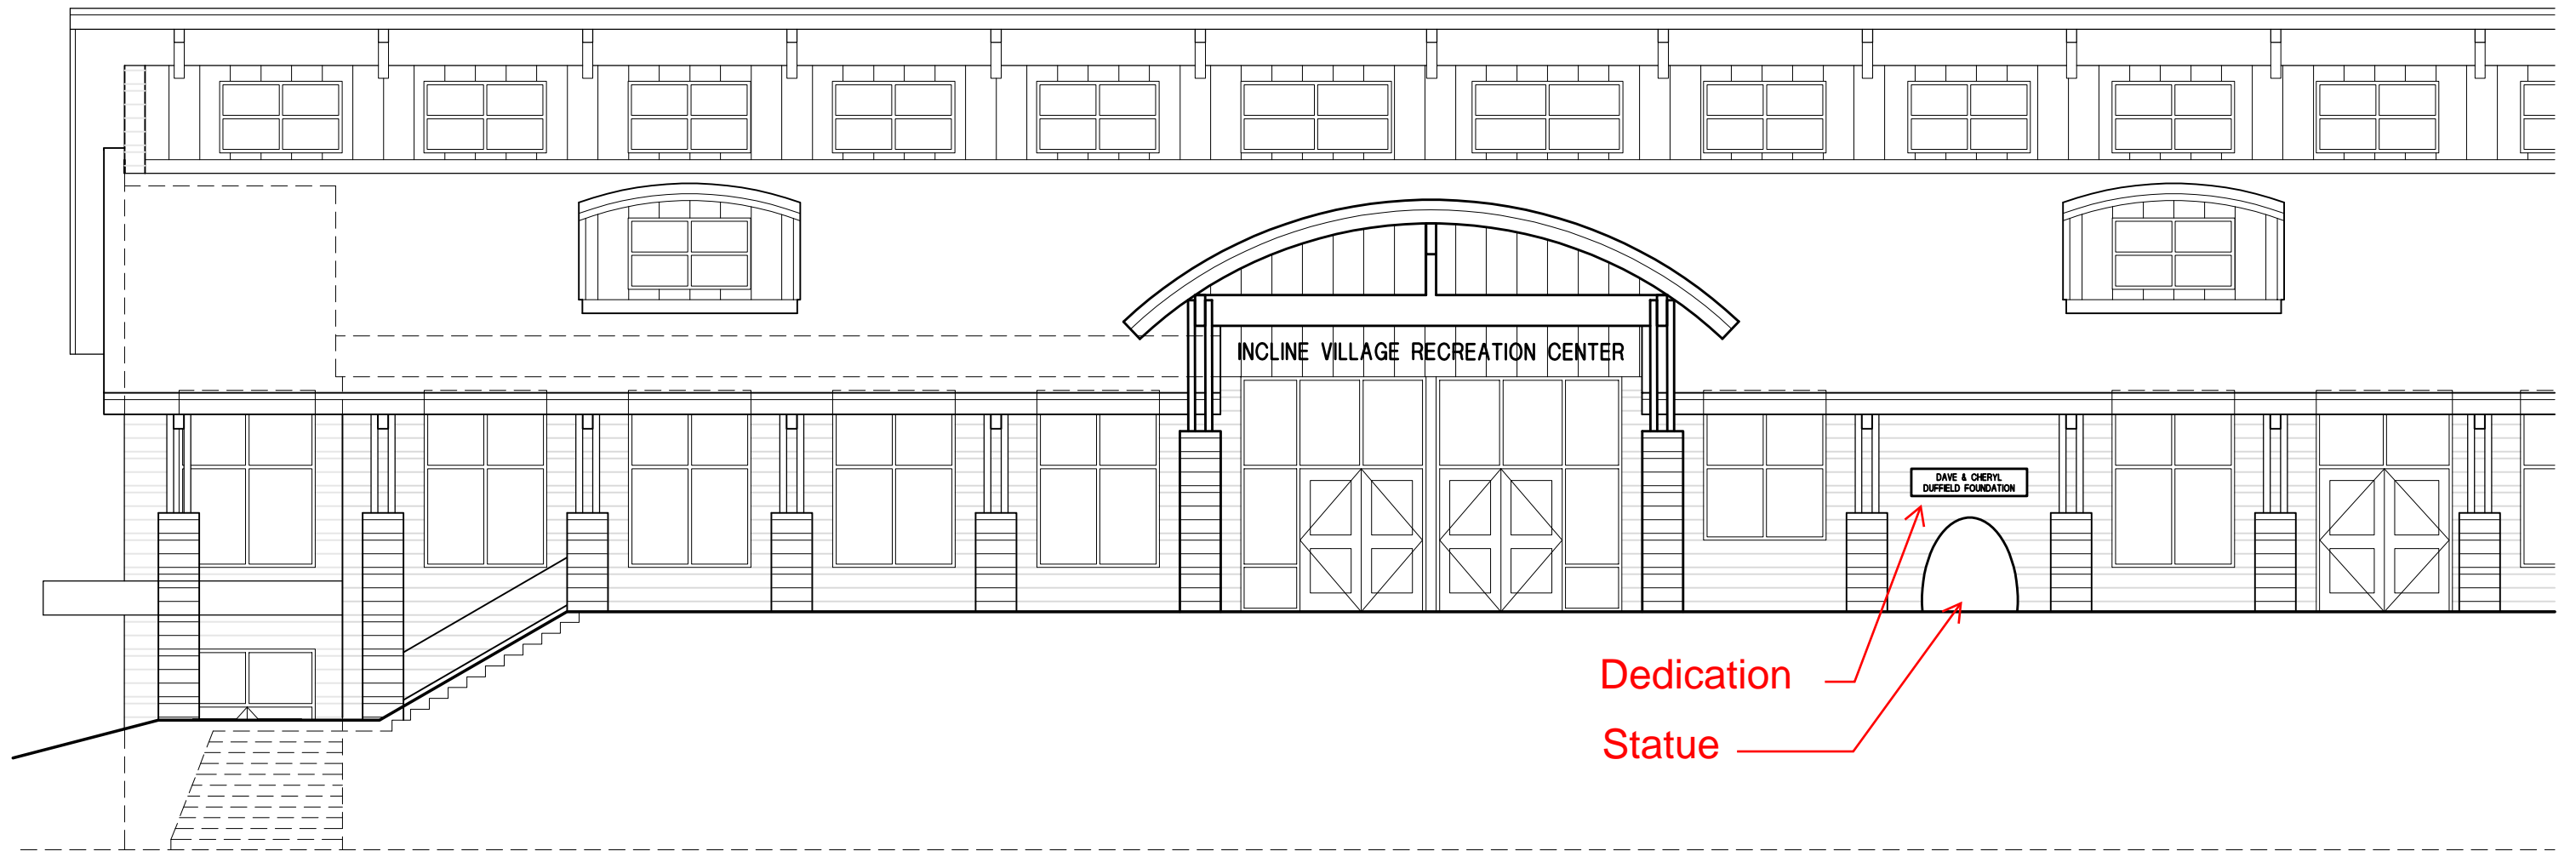 INCLINE VILLAGE RECREATION CENTER
DAVE & CHERYL
DUFFIELD FOUNDATION
Dedication
Statue